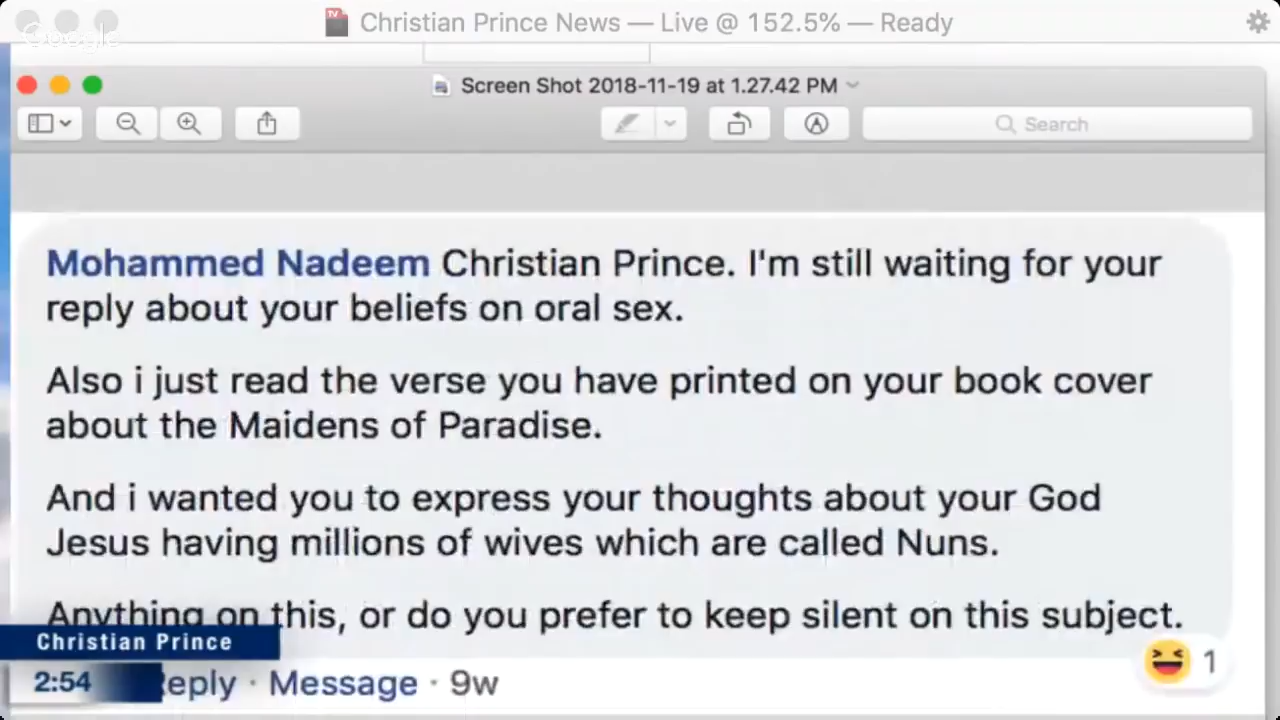 Christian Prince News — Live @ 152.5% — Ready
Google
Screen Shot 2018-11-19 at 1.27.42 PM
Search
Mohammed Nadeem Christian Prince. I'm still waiting for your
reply about your beliefs on oral sex.
Also i just read the verse you have printed on your book cover
about the Maidens of Paradise.
And i wanted you to express your thoughts about your God
Jesus having millions of wives which are called Nuns.
Anything on this, or do you prefer to keep silent on this subject.
Christian Prince
1
2:54
Reply · Message · 9w